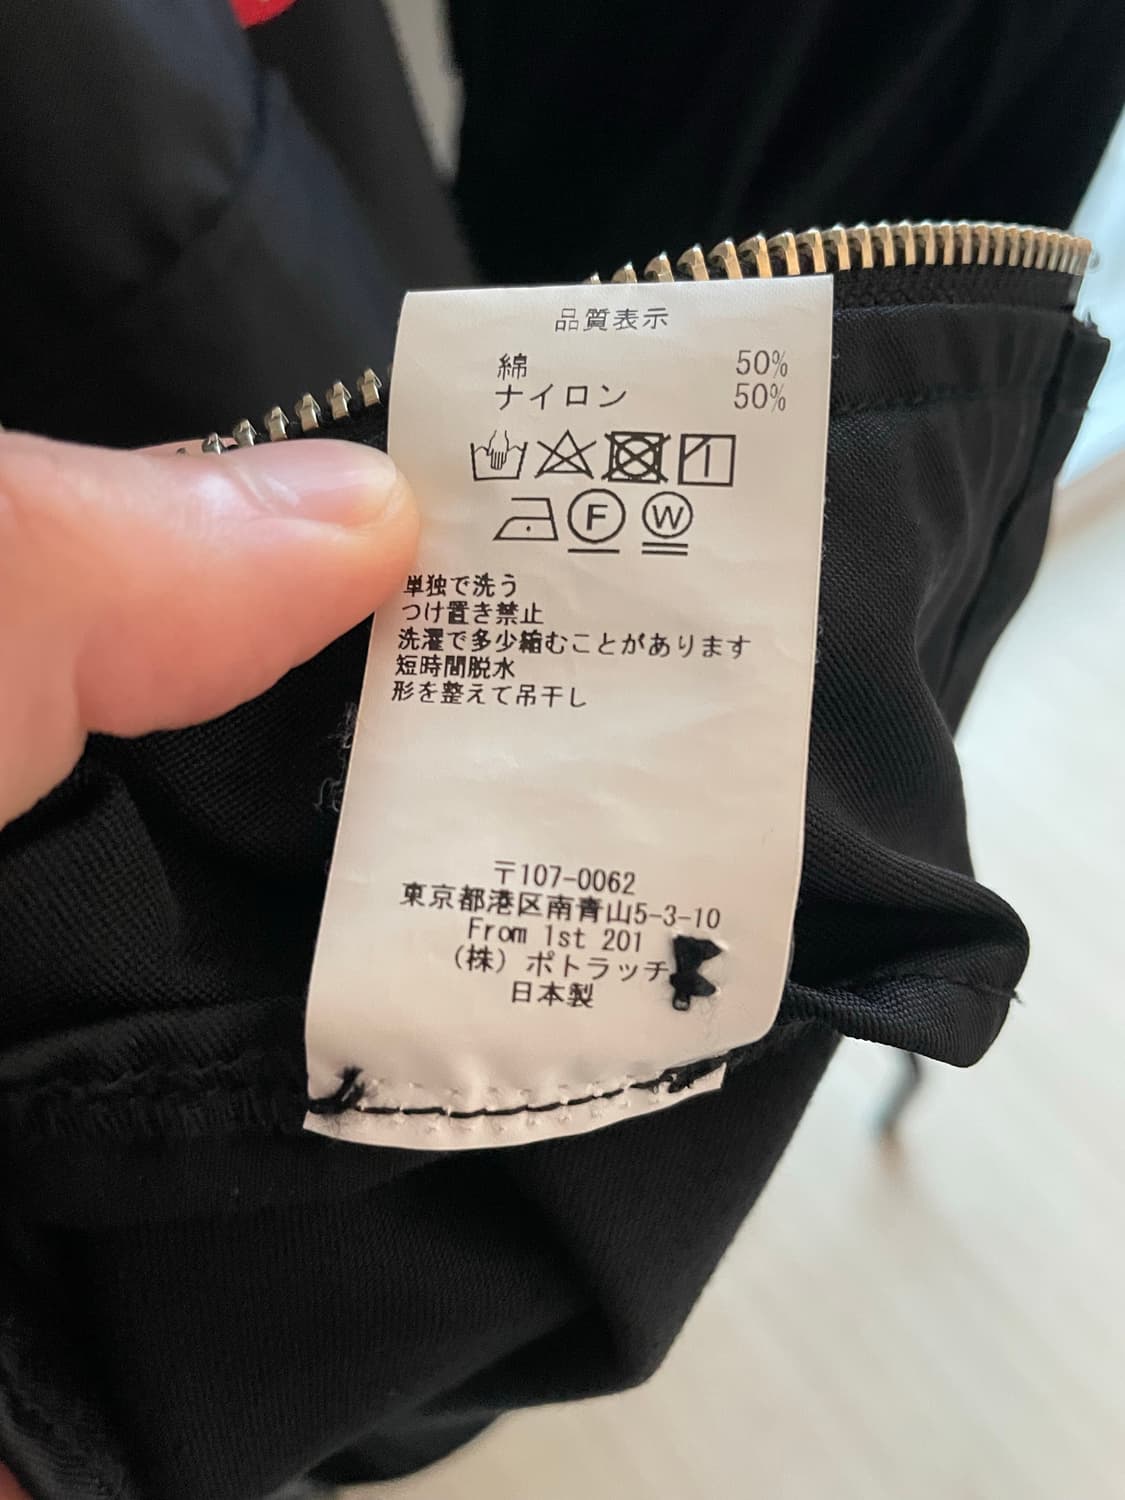 品質表示
綿 50%
ナイロン 50%
F W
単独で洗う
つけ置き禁止
洗濯で多少縮むことがあります
短時間脱水
形を整えて吊干し
〒107-0062
東京都港区南青山5-3-10
From 1st 201
(株) ポトラッチ
日本製